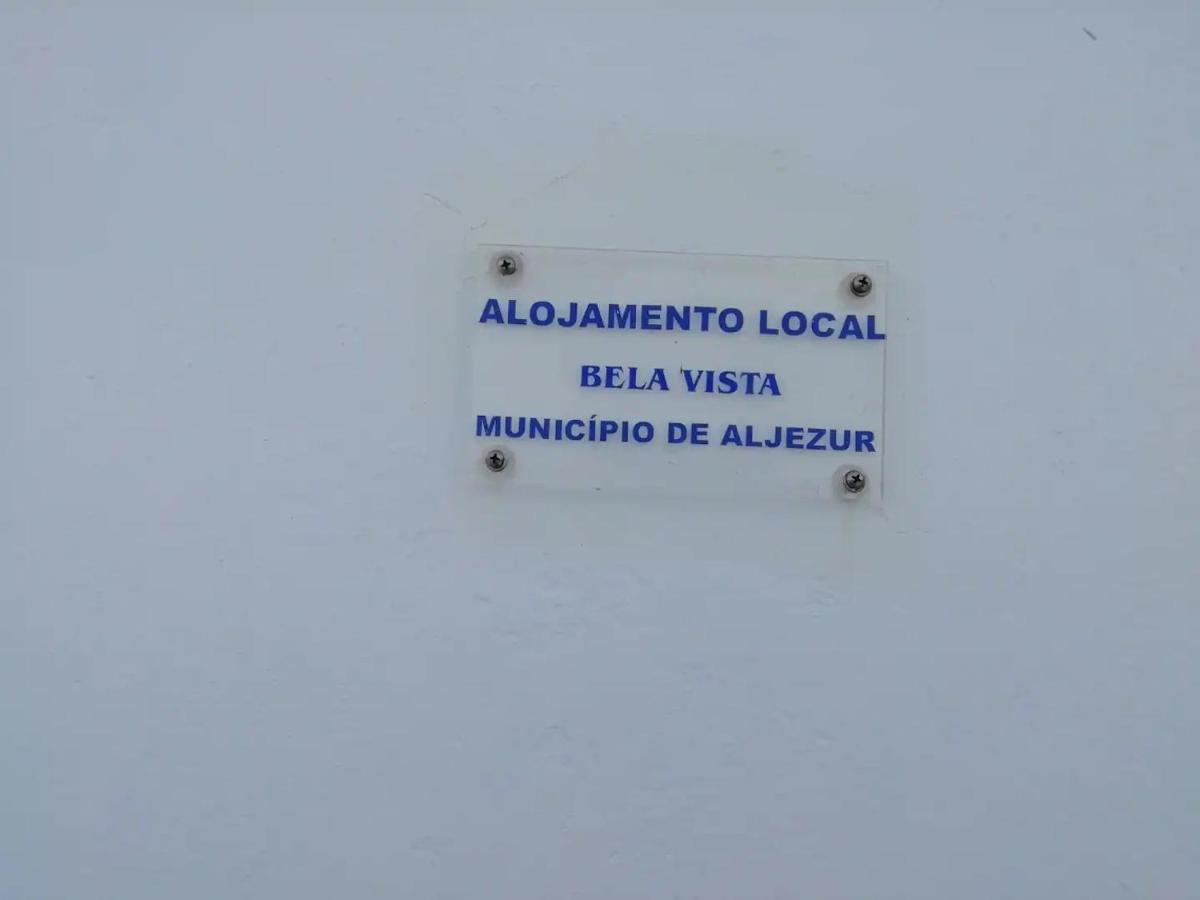 ALOJAMENTO LOCAL
BELA VISTA
MUNICÍPIO DE ALJEZUR